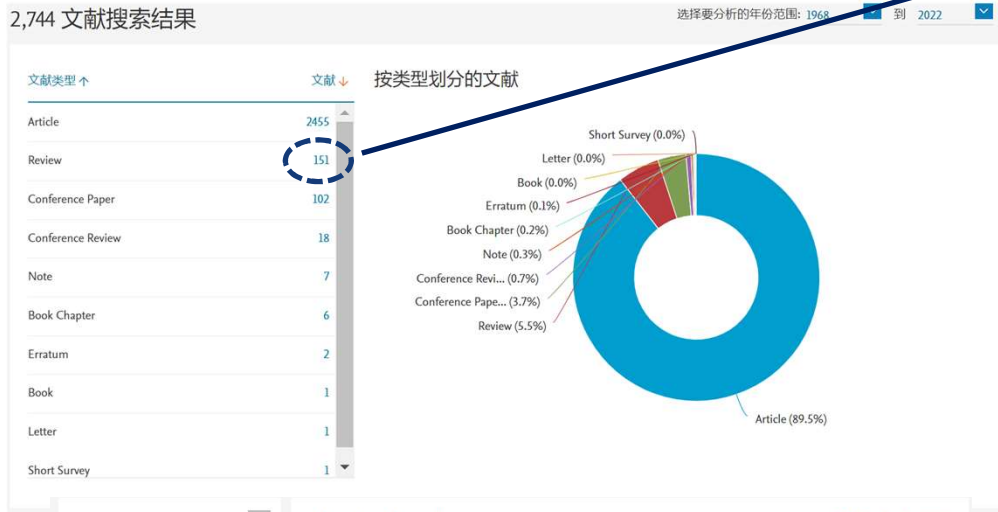 2,744 文献搜索结果
选择要分析的年份范围: 1968 到 2022
文献类型 文献
Article 2455
Review 151
Conference Paper 102
Conference Review 18
Note 7
Book Chapter 6
Erratum 2
Book 1
Letter 1
Short Survey 1
按类型划分的文献
Short Survey (0.0%)
Letter (0.0%)
Book (0.0%)
Erratum (0.1%)
Book Chapter (0.2%)
Note (0.3%)
Conference Revi... (0.7%)
Conference Pape... (3.7%)
Review (5.5%)
Article (89.5%)